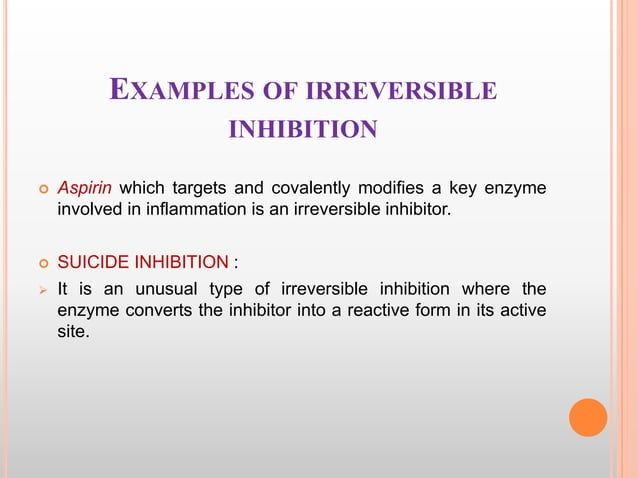 EXAMPLES OF IRREVERSIBLE
INHIBITION
Aspirin which targets and covalently modifies a key enzyme
involved in inflammation is an irreversible inhibitor.
SUICIDE INHIBITION :
It is an unusual type of irreversible inhibition where the
enzyme converts the inhibitor into a reactive form in its active
site.